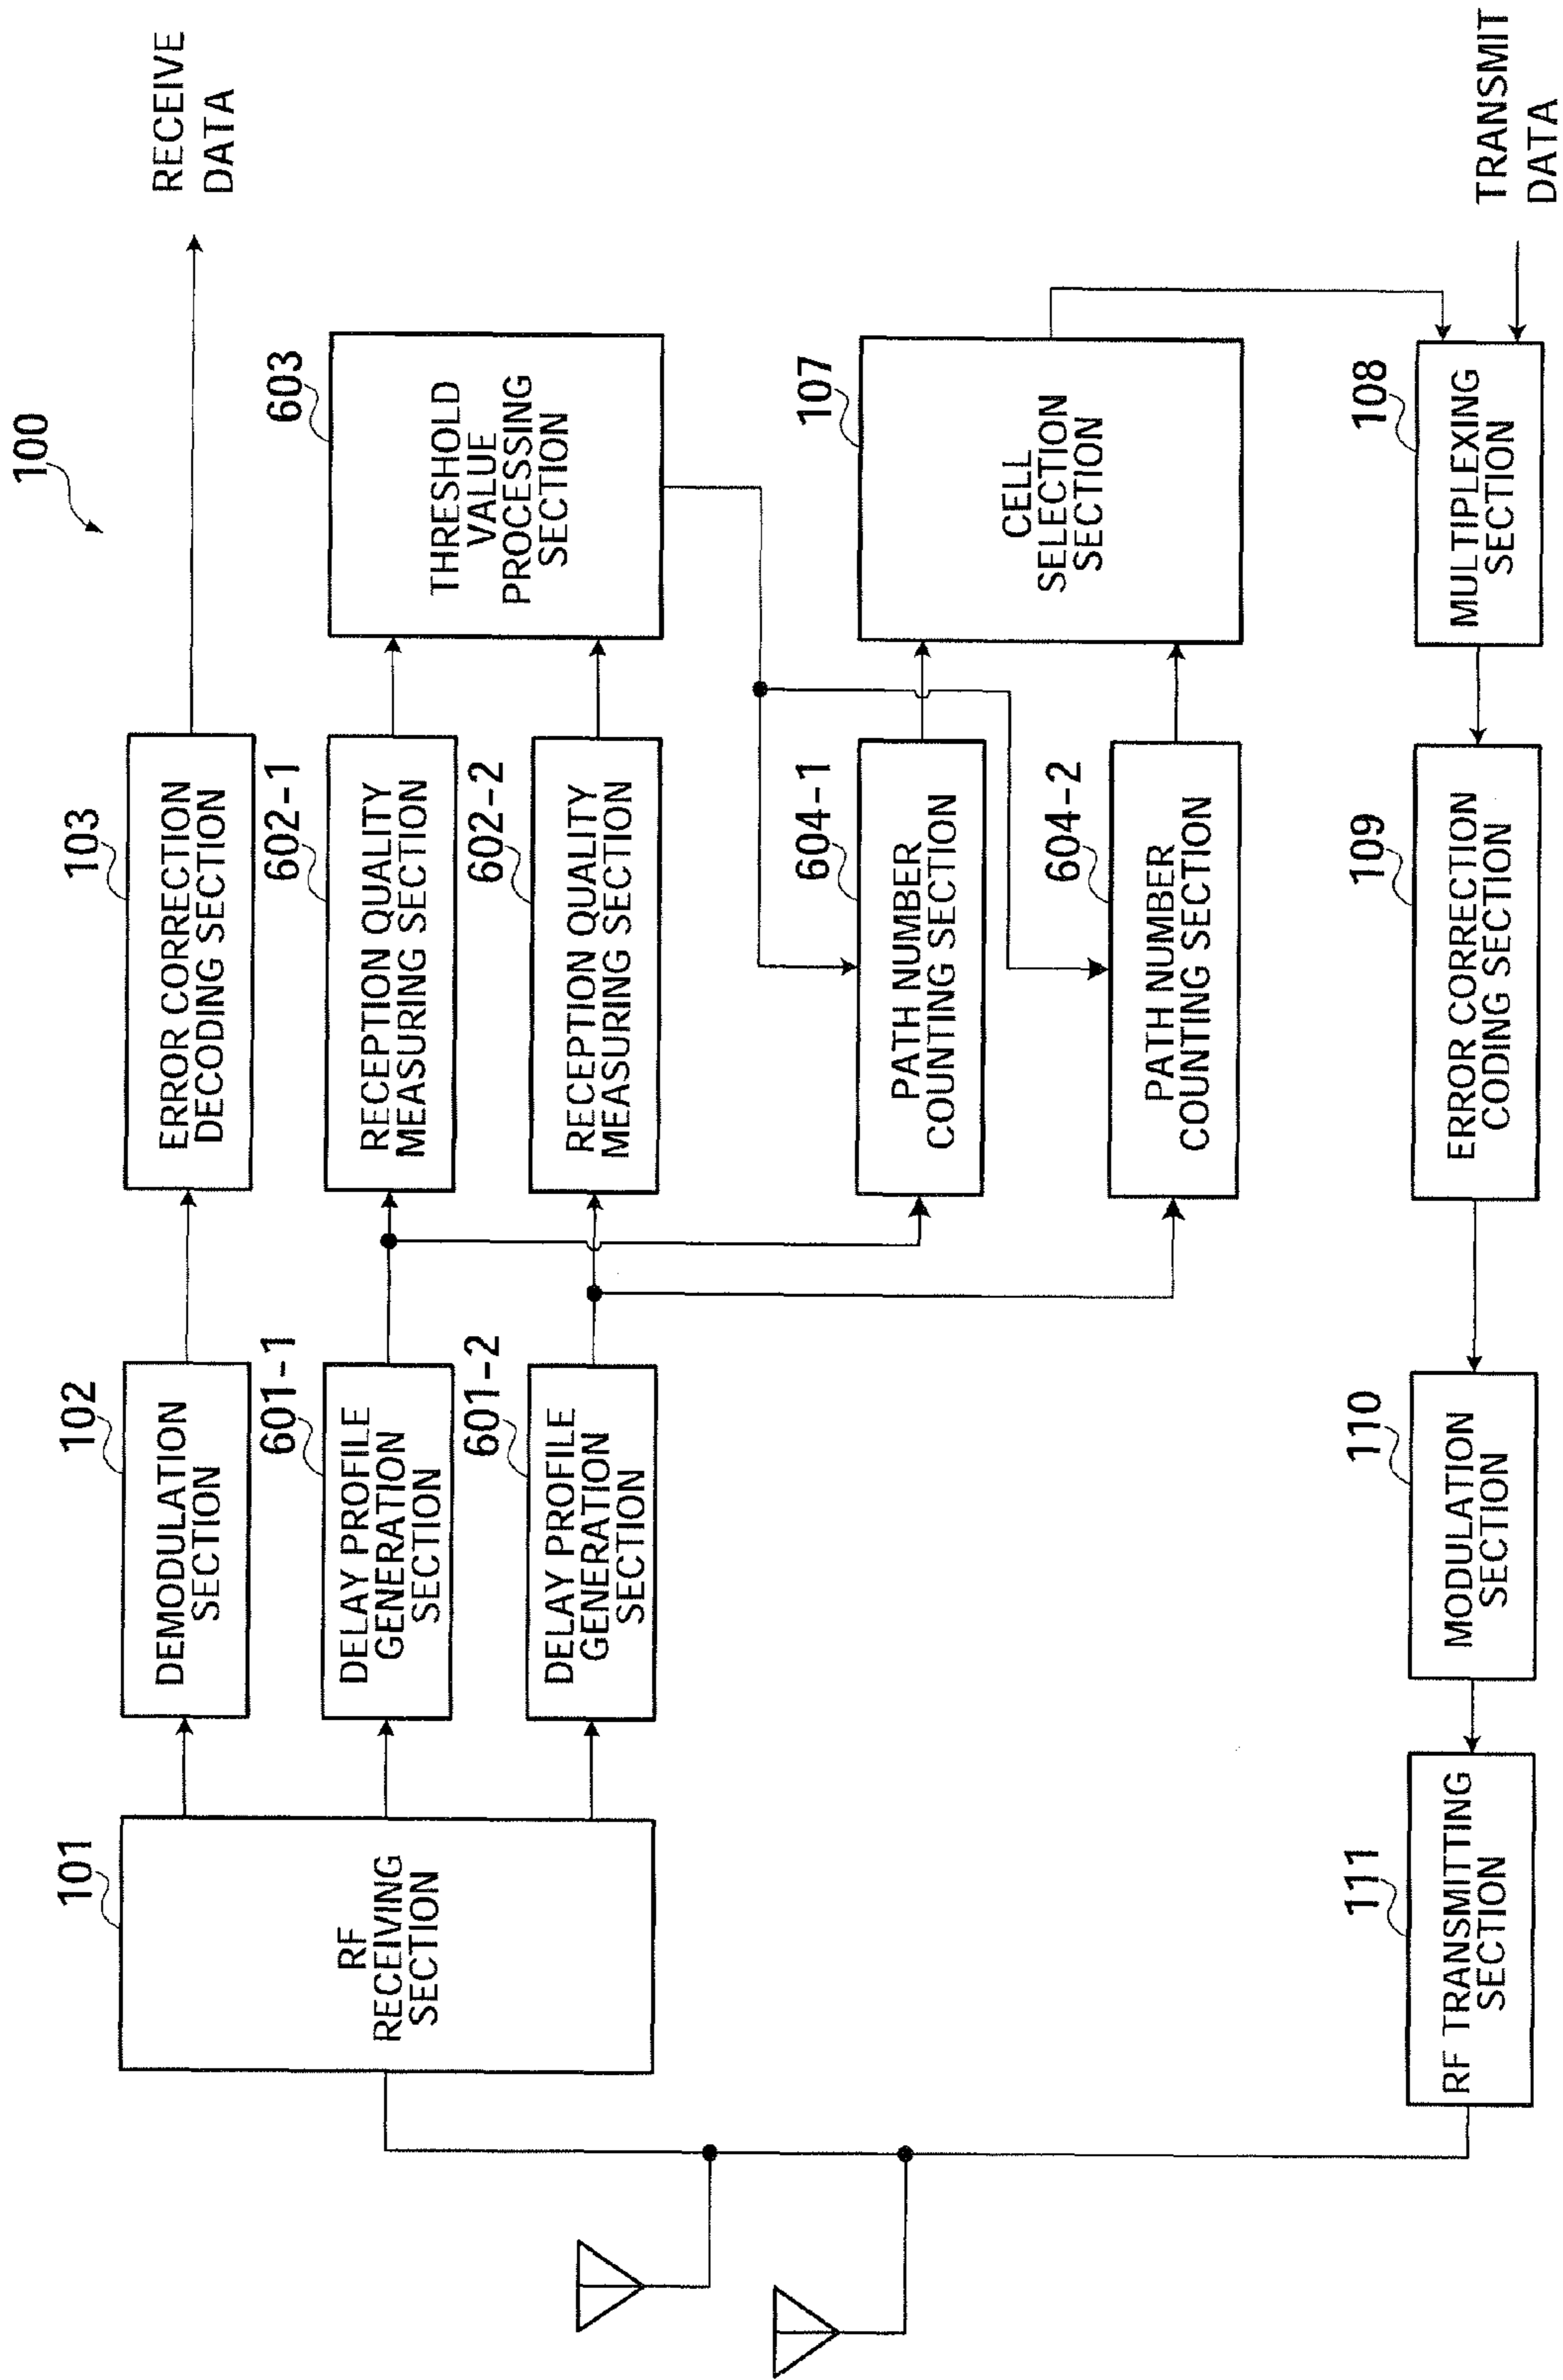 100
101
RF
RECEIVING
SECTION
102
DEMODULATION
SECTION
103
ERROR CORRECTION
DECODING SECTION
RECEIVE
DATA
601-1
DELAY PROFILE
GENERATION
SECTION
602-1
RECEPTION QUALITY
MEASURING SECTION
603
THRESHOLD
VALUE
PROCESSING
SECTION
601-2
DELAY PROFILE
GENERATION
SECTION
602-2
RECEPTION QUALITY
MEASURING SECTION
604-1
PATH NUMBER
COUNTING SECTION
107
CELL
SELECTION
SECTION
604-2
PATH NUMBER
COUNTING SECTION
111
RF TRANSMITTING
SECTION
110
MODULATION
SECTION
109
ERROR CORRECTION
CODING SECTION
108
MULTIPLEXING
SECTION
TRANSMIT
DATA